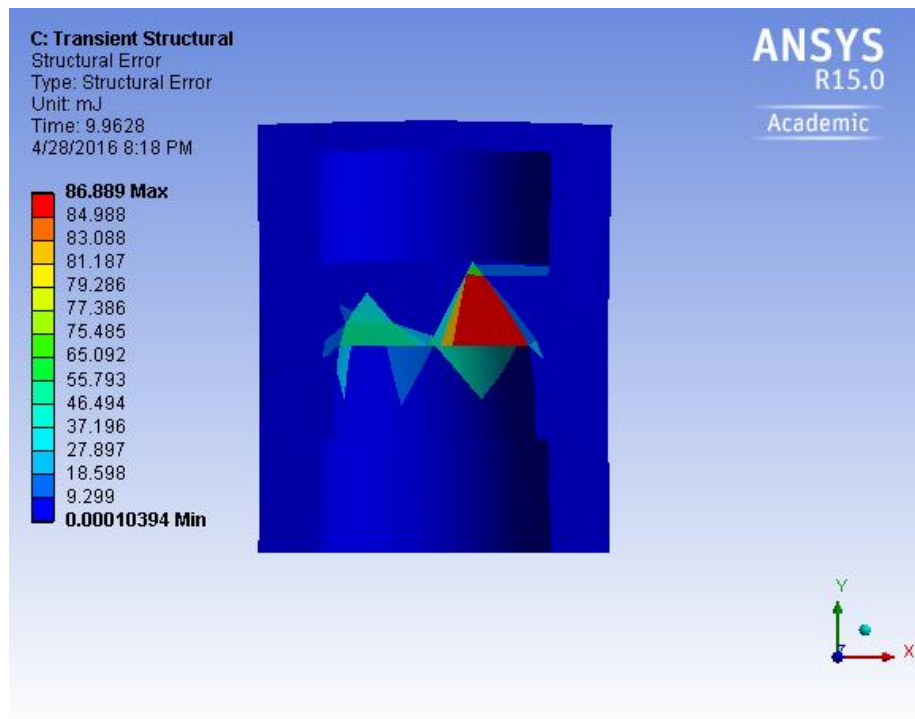 C: Transient Structural
Structural Error
Type: Structural Error
Unit: mJ
Time: 9.9628
4/28/2016 8:18 PM
86.889 Max
84.988
83.088
81.187
79.286
77.386
75.485
65.092
55.793
46.494
37.196
27.897
18.598
9.299
0.00010394 Min
ANSYS
R15.0
Academic
Y
Z
X